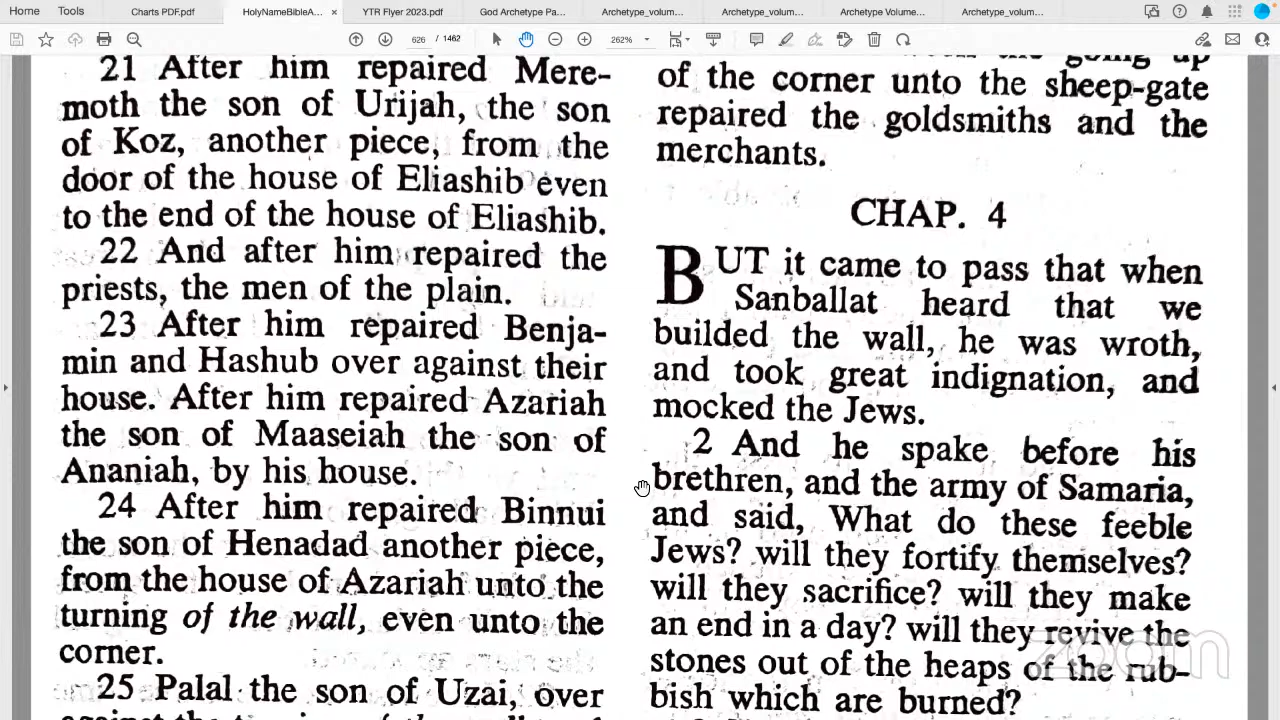 Home
Tools
Charts PDF.pdf
HolyNameBibleA...
YTR Flyer 2023.pdf
God Archetype Pa...
Archetype_volum...
Archetype_volum...
Archetype Volume...
Archetype_volum...
626 / 1462
262%
21 After him repaired Mere-
moth the son of Urijah, the son
of Koz, another piece, from the
door of the house of Eliashib even
to the end of the house of Eliashib.
22 And after him repaired the
priests, the men of the plain.
23 After him repaired Benja-
min and Hashub over against their
house. After him repaired Azariah
the son of Maaseiah the son of
Ananiah, by his house.
24 After him repaired Binnui
the son of Henadad another piece,
from the house of Azariah unto the
turning of the wall, even unto the
corner.
25 Palal the son of Uzai, over
going up
of the corner unto the sheep-gate
repaired the goldsmiths and the
merchants.
CHAP. 4
BUT it came to pass that when
Sanballat heard that we
builded the wall, he was wroth,
and took great indignation, and
mocked the Jews.
2 And he spake before his
brethren, and the army of Samaria,
and said, What do these feeble
Jews? will they fortify themselves?
will they sacrifice? will they make
an end in a day? will they revive the
stones out of the heaps of the rub-
bish which are burned?
zoom